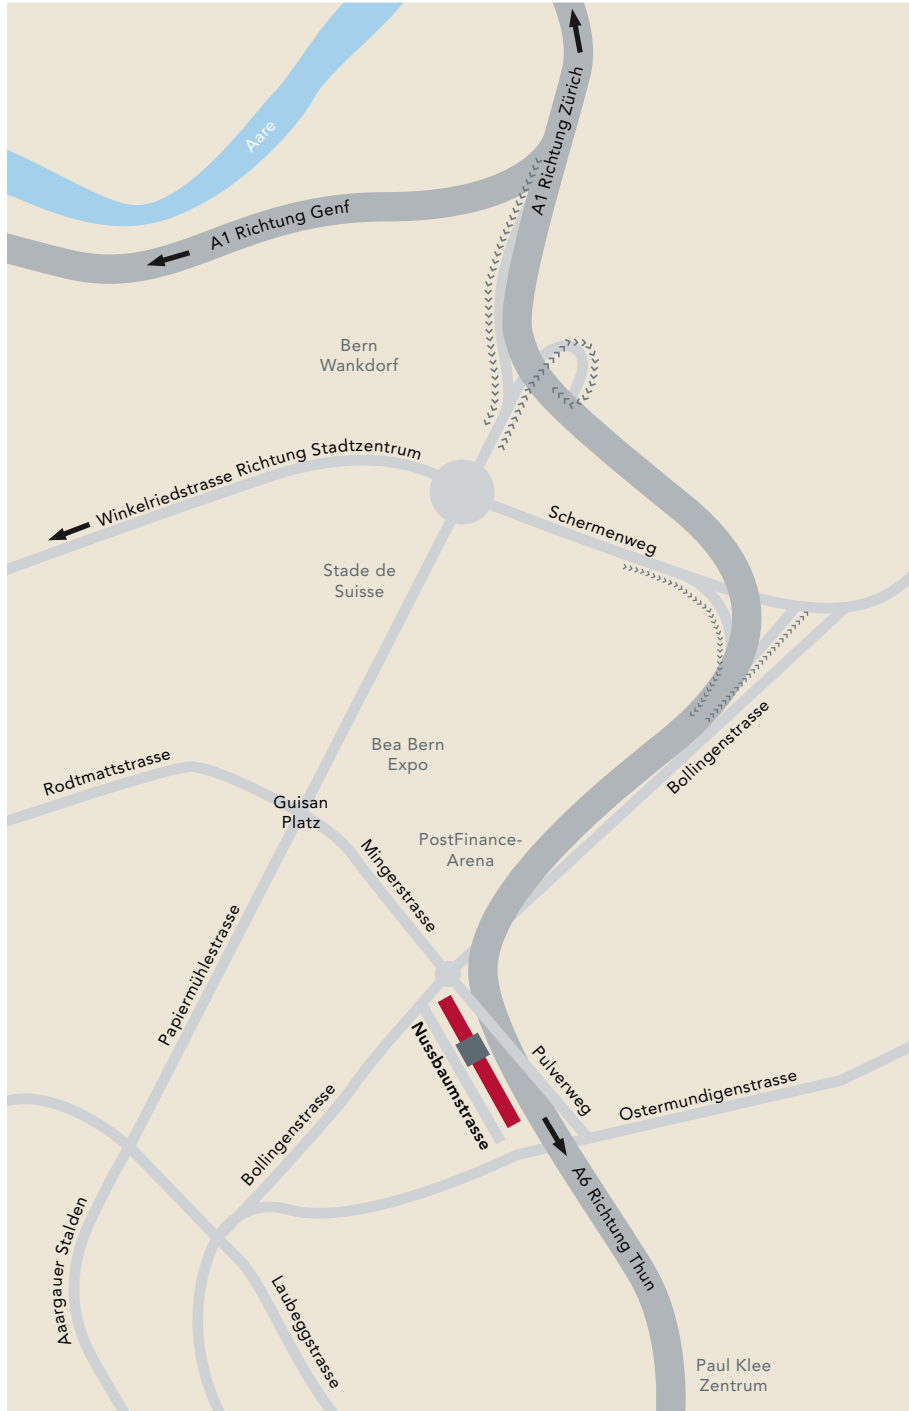 A1 Richtung Zürich
Aare
A1 Richtung Genf
Bern
Wankdorf
Winkelriedstrasse Richtung Stadtzentrum
Schermenweg
Stade de
Suisse
Bollingenstrasse
Bea Bern
Expo
Rodtmattstrasse
Guisan
Platz
PostFinance-
Arena
Mingerstrasse
Papiermühlestrasse
Nussbaumstrasse
Pulverweg
Ostermundigenstrasse
Bollingenstrasse
A6 Richtung Thun
Aaargauer Stalden
Laubeggstrasse
Paul Klee
Zentrum